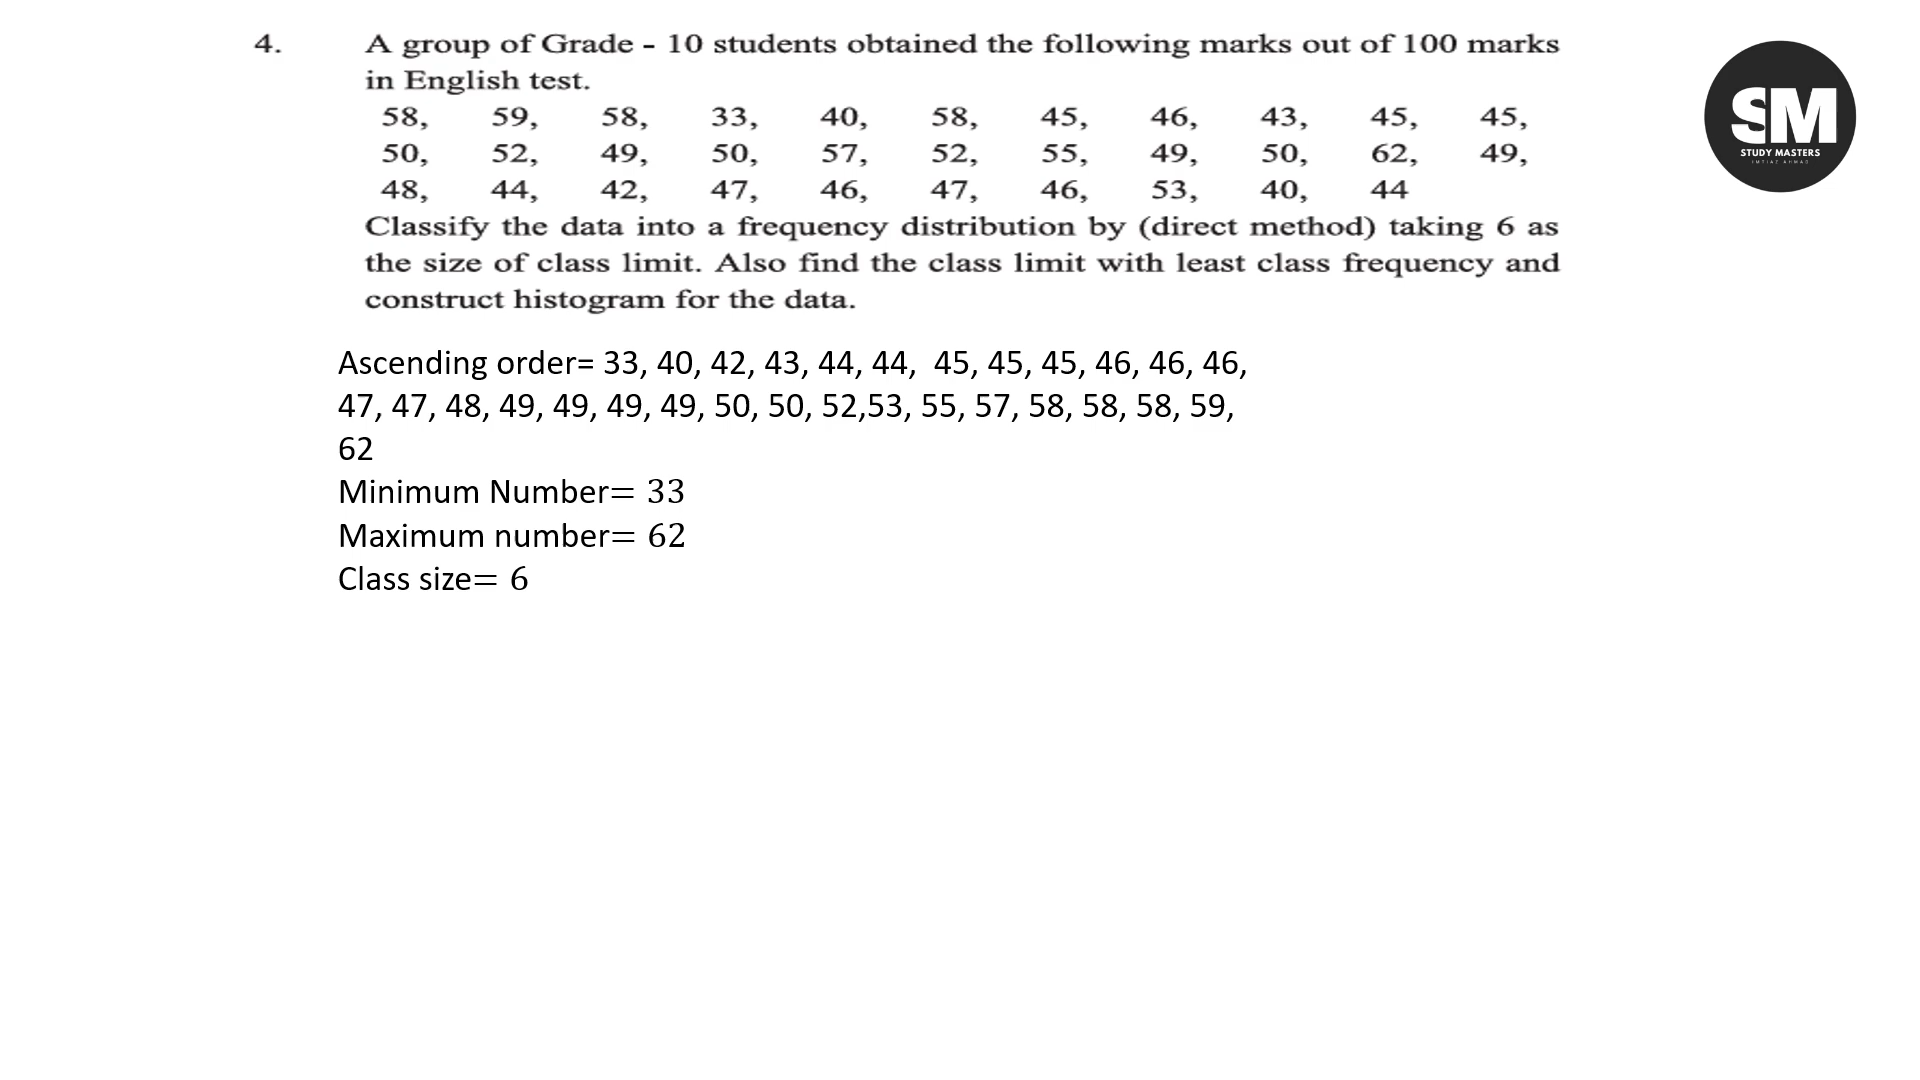 4. A group of Grade - 10 students obtained the following marks out of 100 marks
in English test.
58, 59, 58, 33, 40, 58, 45, 46, 43, 45, 45,
50, 52, 49, 50, 57, 52, 55, 49, 50, 62, 49,
48, 44, 42, 47, 46, 47, 46, 53, 40, 44
Classify the data into a frequency distribution by (direct method) taking 6 as
the size of class limit. Also find the class limit with least class frequency and
construct histogram for the data.
SM
STUDY MASTERS
IMTIAZ AHMAD
Ascending order= 33, 40, 42, 43, 44, 44, 45, 45, 45, 46, 46, 46,
47, 47, 48, 49, 49, 49, 49, 50, 50, 52,53, 55, 57, 58, 58, 58, 59,
62
Minimum Number= 33
Maximum number= 62
Class size= 6